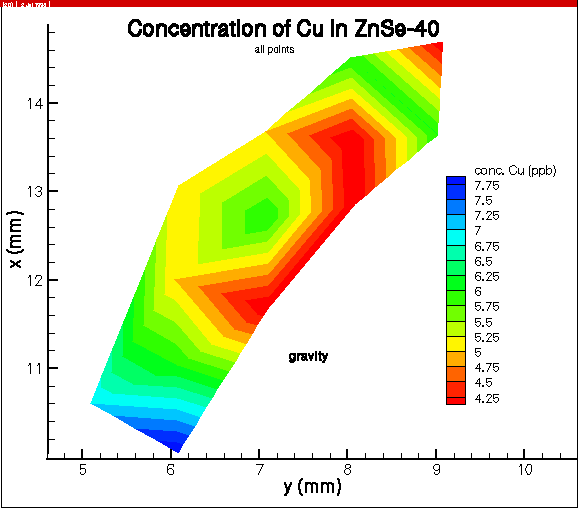 Concentration of Cu in ZnSe-40
all points
conc. Cu (ppb)
7.75
7.5
7.25
7
6.75
6.5
6.25
6
5.75
5.5
5.25
5
4.75
4.5
4.25
gravity
x (mm)
14
13
12
11
5 6 7 8 9 10
y (mm)